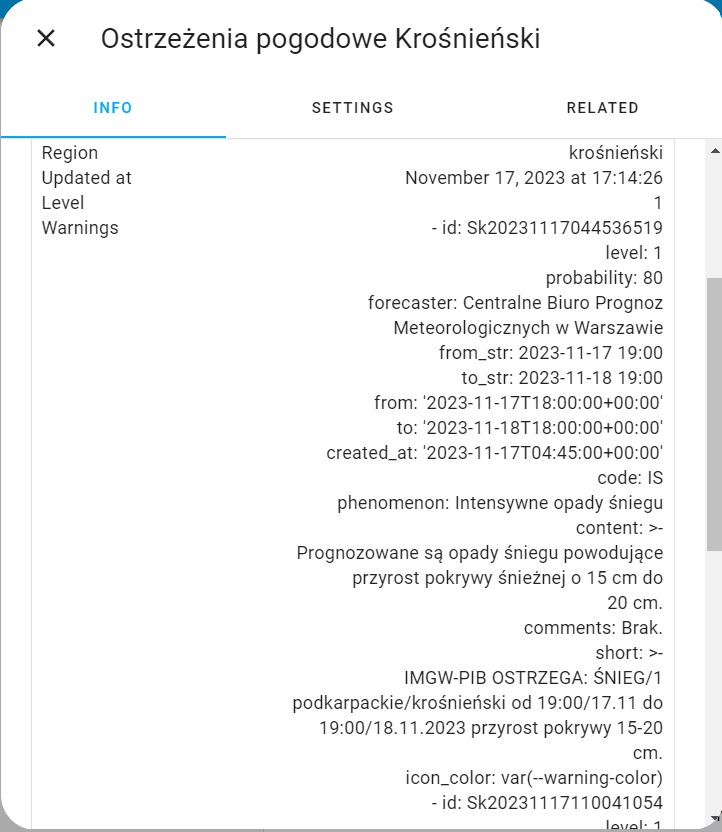 Ostrzeżenia pogodowe Krośnieński
INFO SETTINGS RELATED
Region krośnieński
Updated at November 17, 2023 at 17:14:26
Level 1
Warnings - id: Sk20231117044536519
level: 1
probability: 80
forecaster: Centralne Biuro Prognoz
Meteorologicznych w Warszawie
from_str: 2023-11-17 19:00
to_str: 2023-11-18 19:00
from: '2023-11-17T18:00:00+00:00'
to: '2023-11-18T18:00:00+00:00'
created_at: '2023-11-17T04:45:00+00:00'
code: IS
phenomenon: Intensywne opady śniegu
content: >-
Prognozowane są opady śniegu powodujące
przyrost pokrywy śnieżnej o 15 cm do
20 cm.
comments: Brak.
short: >-
IMGW-PIB OSTRZEGA: ŚNIEG/1
podkarpackie/krośnieński od 19:00/17.11 do
19:00/18.11.2023 przyrost pokrywy 15-20
cm.
icon_color: var(--warning-color)
- id: Sk20231117110041054
level: 1